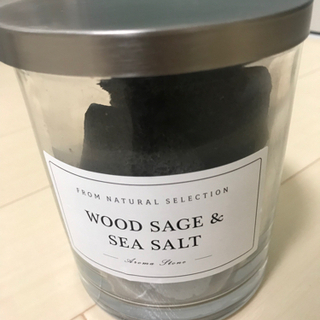 FROM NATURAL SELECTION
WOOD SAGE &
SEA SALT
Aroma Stone